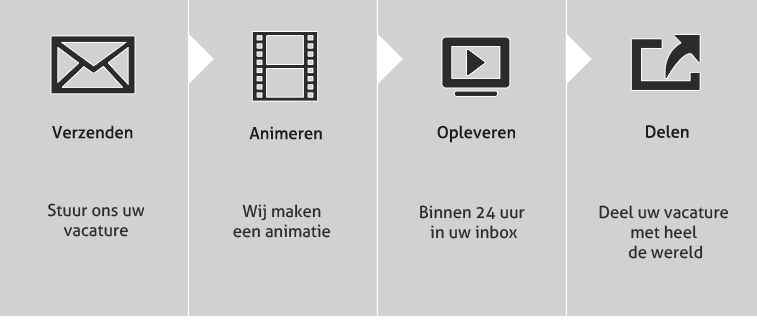 Verzenden
Stuur ons uw
vacature
Animeren
Wij maken
een animatie
Opleveren
Binnen 24 uur
in uw inbox
Delen
Deel uw vacature
met heel
de wereld